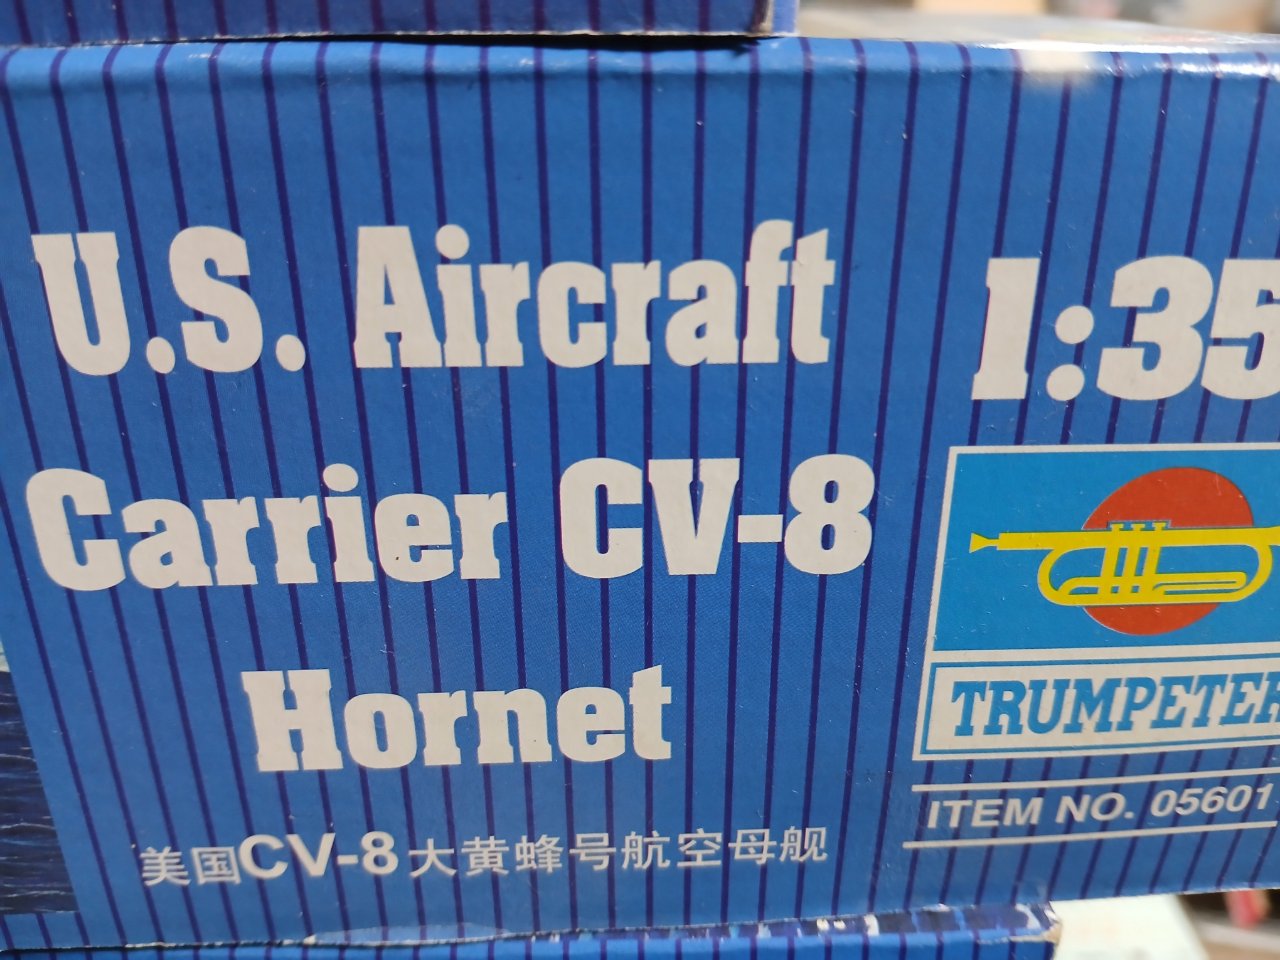 U.S. Aircraft
Carrier CV-8
Hornet
美国CV-8大黄蜂号航空母舰
1:35
TRUMPETER
ITEM NO. 05601